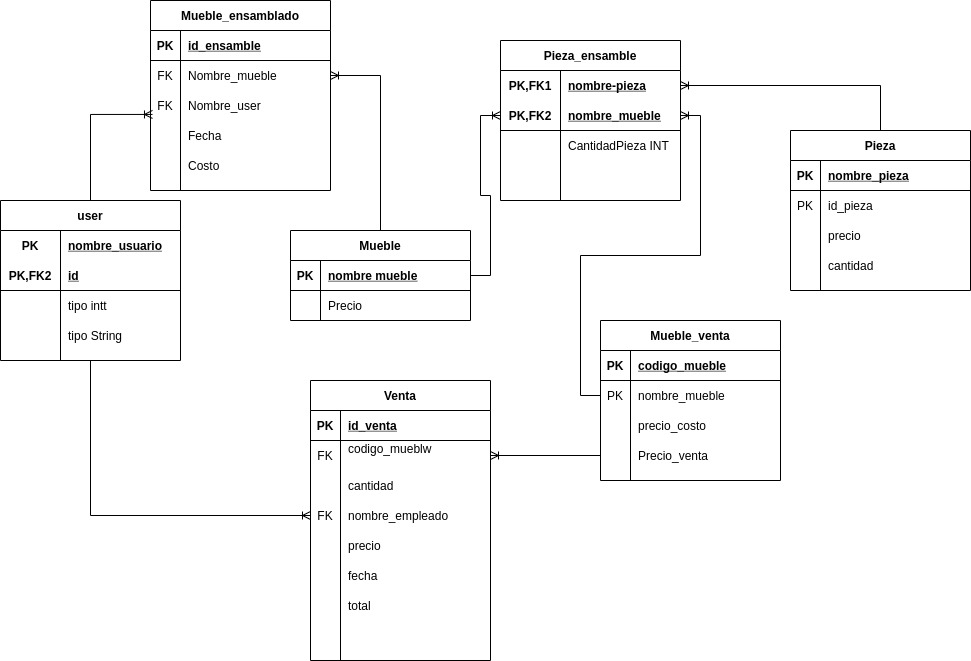 Mueble_ensamblado
PK id_ensamble
FK Nombre_mueble
FK Nombre_user
Fecha
Costo
Pieza_ensamble
PK,FK1 nombre-pieza
PK,FK2 nombre_mueble
CantidadPieza INT
Pieza
PK nombre_pieza
PK id_pieza
precio
cantidad
user
PK nombre_usuario
PK,FK2 id
tipo intt
tipo String
Mueble
PK nombre mueble
Precio
Mueble_venta
PK codigo_mueble
PK nombre_mueble
precio_costo
Precio_venta
Venta
PK id_venta
FK codigo_mueblw
cantidad
FK nombre_empleado
precio
fecha
total